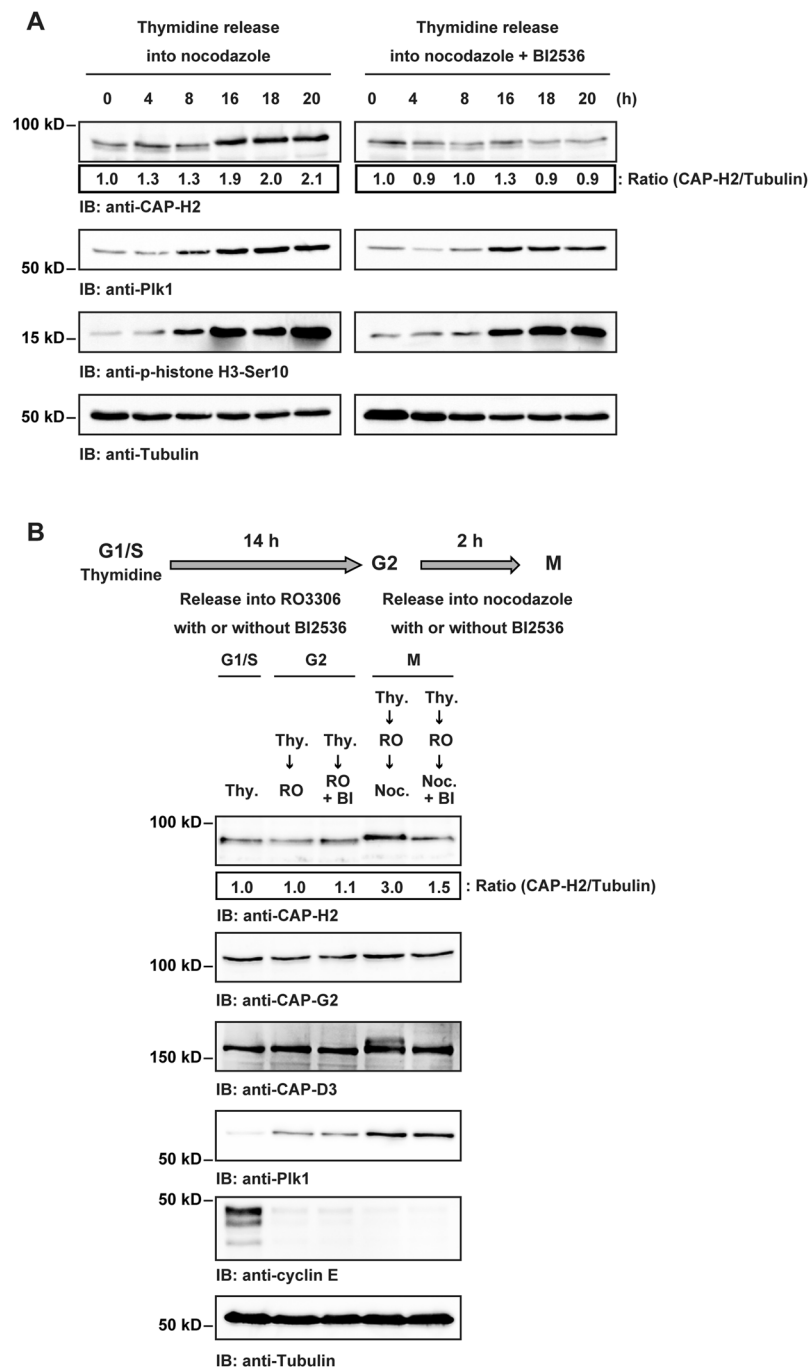 A
Thymidine release
into nocodazole
Thymidine release
into nocodazole + BI2536
0 4 8 16 18 20 0 4 8 16 18 20 (h)
100 kD
1.0 1.3 1.3 1.9 2.0 2.1 1.0 0.9 1.0 1.3 0.9 0.9 : Ratio (CAP-H2/Tubulin)
IB: anti-CAP-H2
50 kD
IB: anti-Plk1
15 kD
IB: anti-p-histone H3-Ser10
50 kD
IB: anti-Tubulin
B
G1/S
Thymidine
14 h
G2
2 h
M
Release into RO3306
with or without BI2536
Release into nocodazole
with or without BI2536
G1/S G2 M
Thy. Thy.
↓ ↓
Thy. Thy. RO RO
↓ ↓ ↓ ↓
Thy. RO RO + BI Noc. Noc. + BI
100 kD
1.0 1.0 1.1 3.0 1.5 : Ratio (CAP-H2/Tubulin)
IB: anti-CAP-H2
100 kD
IB: anti-CAP-G2
150 kD
IB: anti-CAP-D3
50 kD
IB: anti-Plk1
50 kD
IB: anti-cyclin E
50 kD
IB: anti-Tubulin